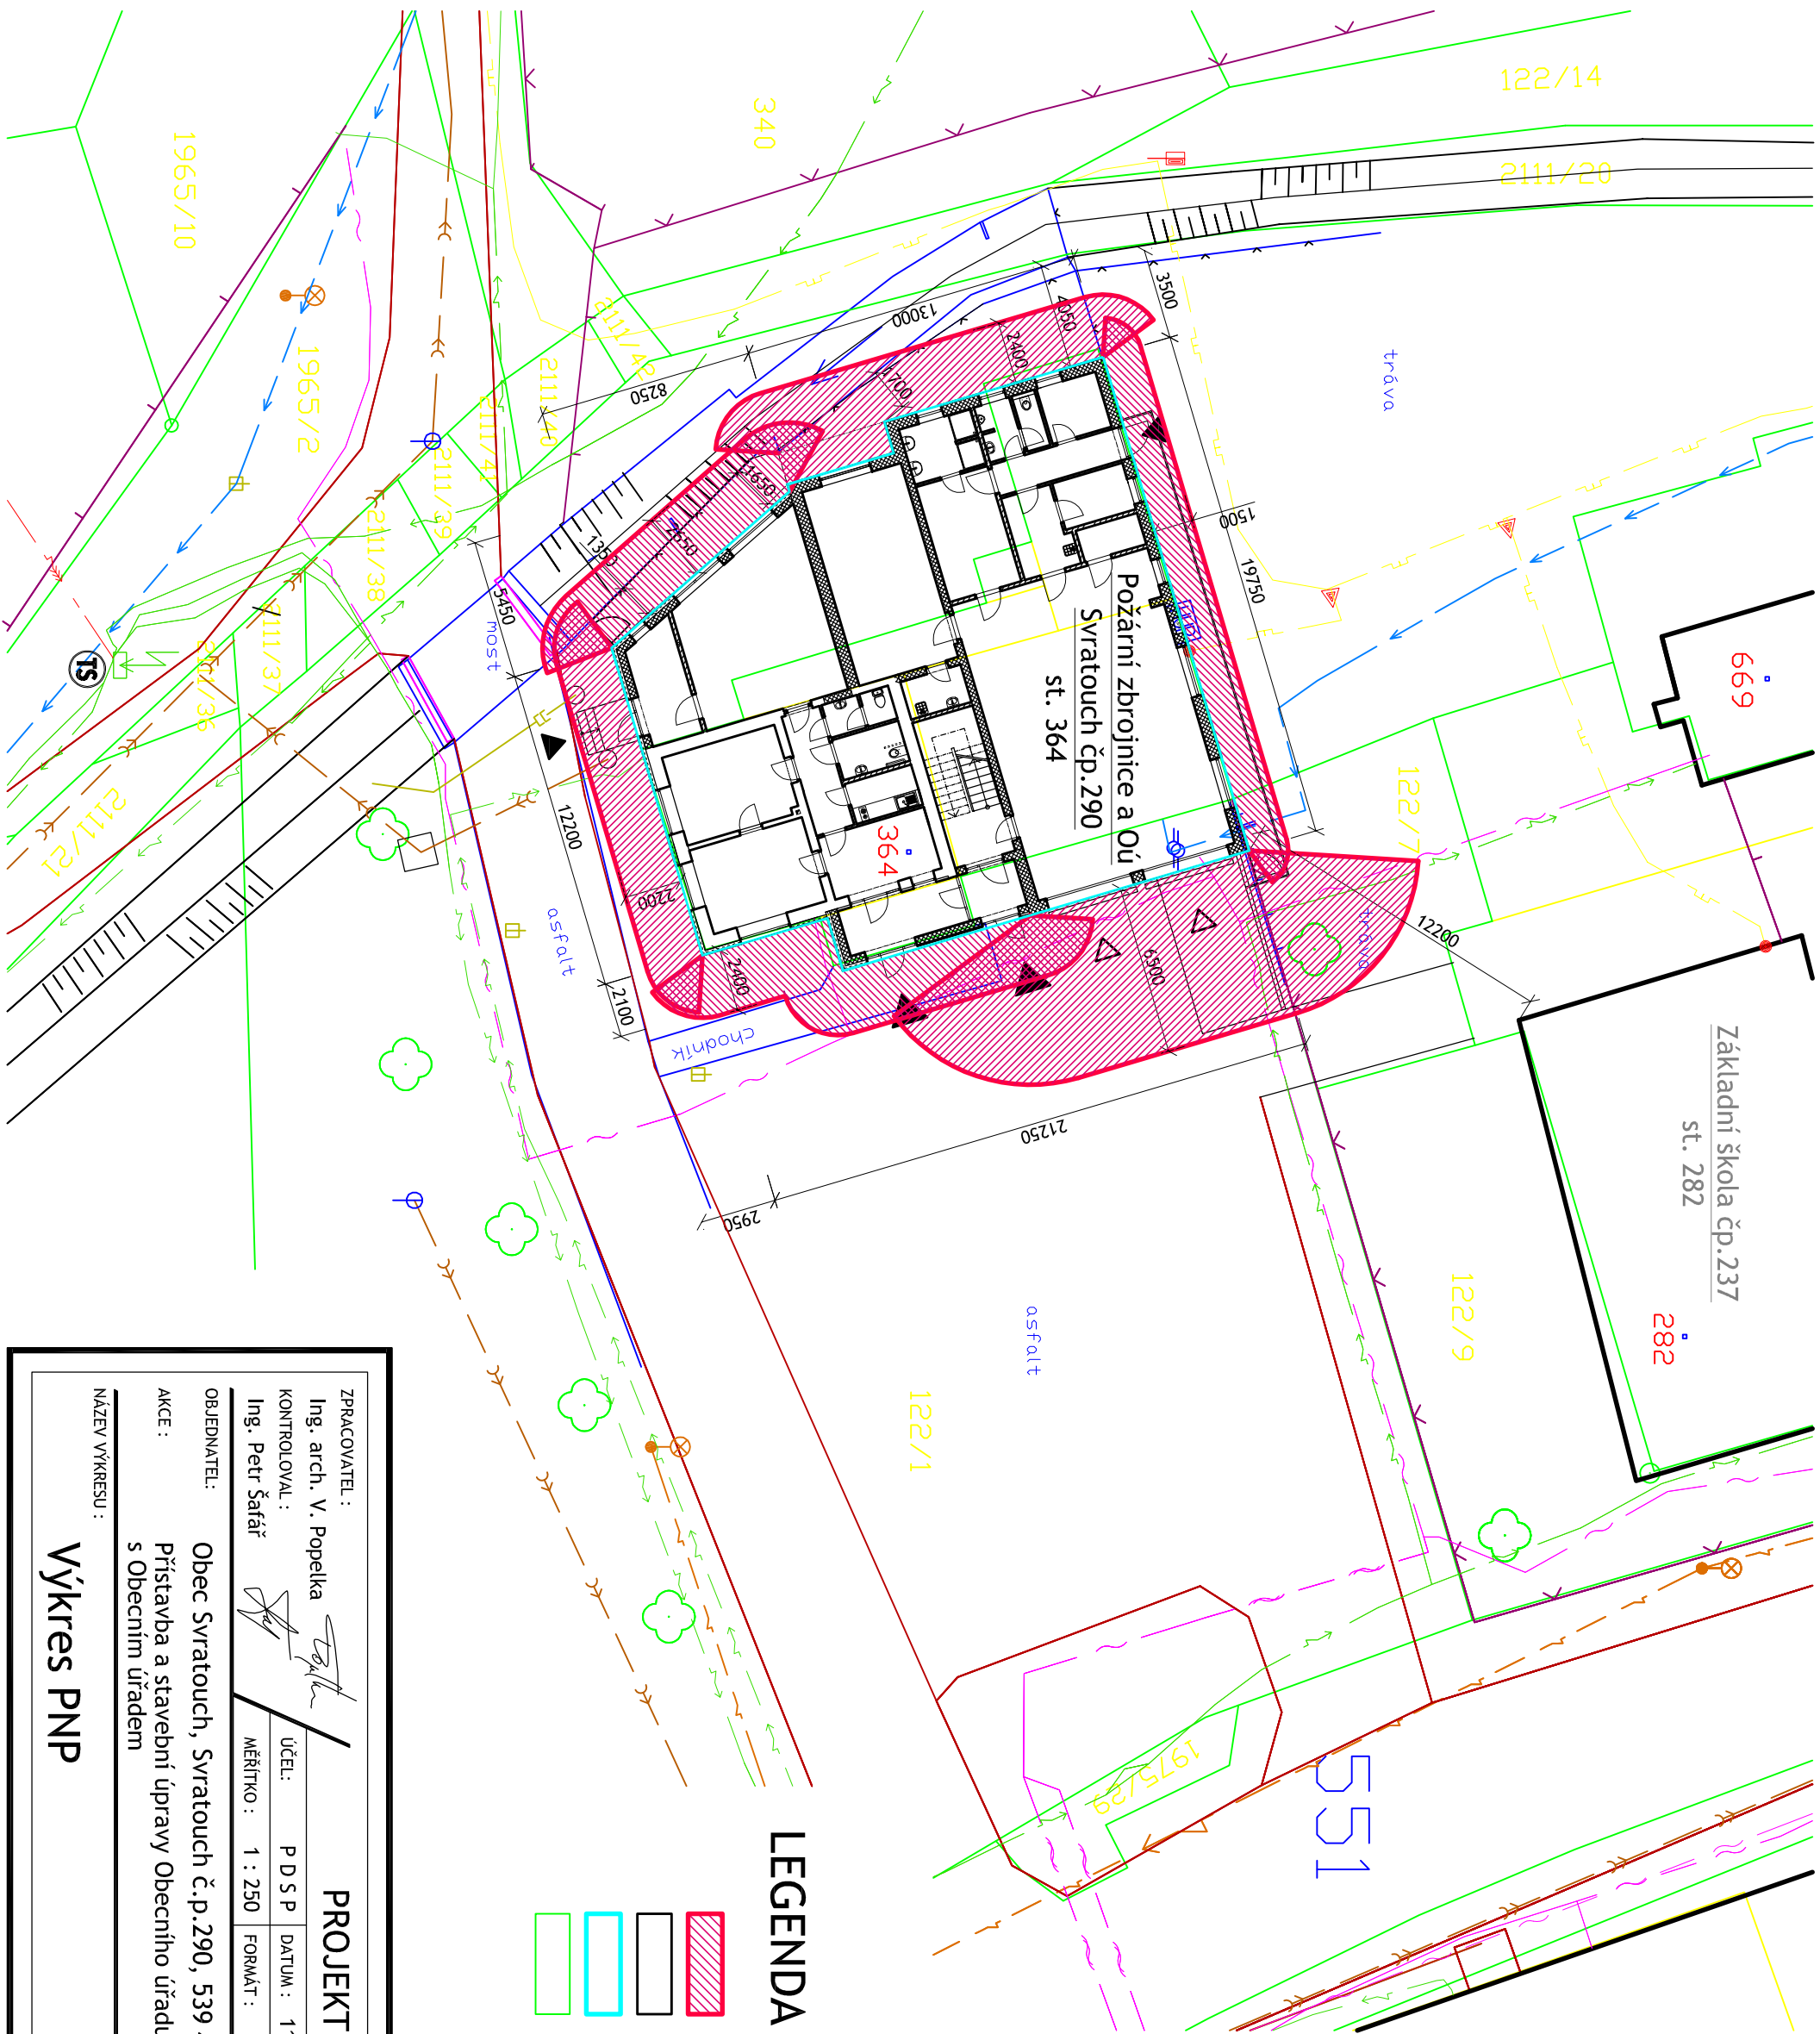 122/14
2111/20
340
1965/10
1965/2
2111/42
2111/40
2111/41
2111/39
2111/38
2111/37
2111/36
2111/21
TS
tráva
3500
4050
2400
13000
1700
8250
1650
2650
1350
5450
most
1500
19750
Požární zbrojnice a Oú
Svratouch čp.290
st. 364
364
12200
2200
2400
2100
6500
12200
asfalt
chodník
tráva
21250
2950
669
122/7
Základní škola čp.237
st. 282
282
122/9
asfalt
122/1
1975/29
551
LEGENDA
ZPRACOVATEL :
Ing. arch. V. Popelka
KONTROLOVAL :
Ing. Petr Šafář
PROJEKT
ÚČEL: P D S P
DATUM :
MĚŘÍTKO : 1 : 250
FORMÁT :
OBJEDNATEL: Obec Svratouch, Svratouch č.p.290, 539
AKCE : Přístavba a stavební úpravy Obecního úřadu
s Obecním úřadem
NÁZEV VÝKRESU :
Výkres PNP